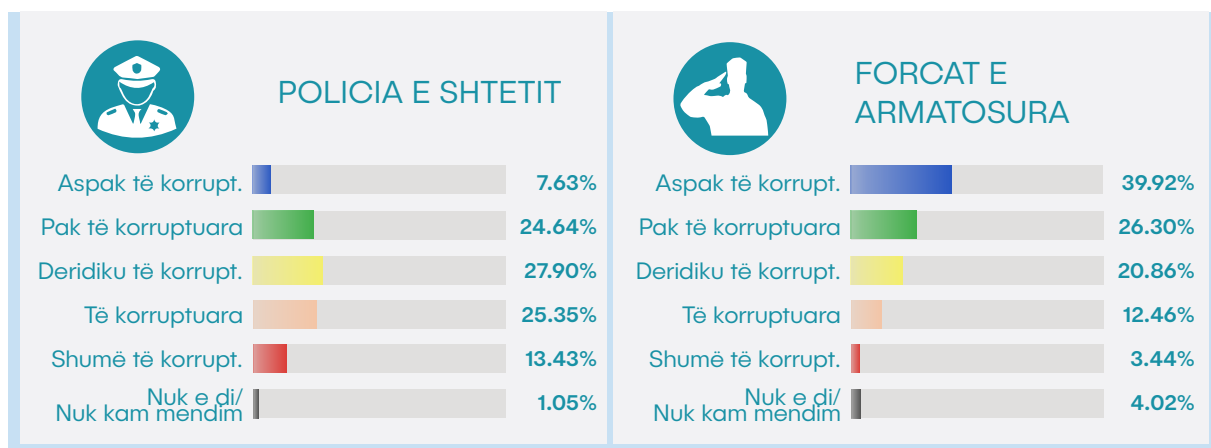 POLICIA E SHTETIT
Aspak të korrupt. 7.63%
Pak të korruptuara 24.64%
Deridiku të korrupt. 27.90%
Të korruptuara 25.35%
Shumë të korrupt. 13.43%
Nuk e di/
Nuk kam mendim 1.05%
FORCAT E
ARMATOSURA
Aspak të korrupt. 39.92%
Pak të korruptuara 26.30%
Deridiku të korrupt. 20.86%
Të korruptuara 12.46%
Shumë të korrupt. 3.44%
Nuk e di/
Nuk kam mendim 4.02%